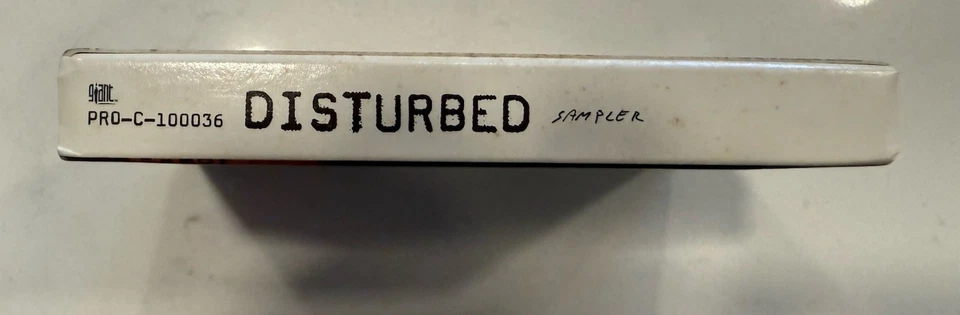 giant
PRO-C-100036 DISTURBED SAMPLER